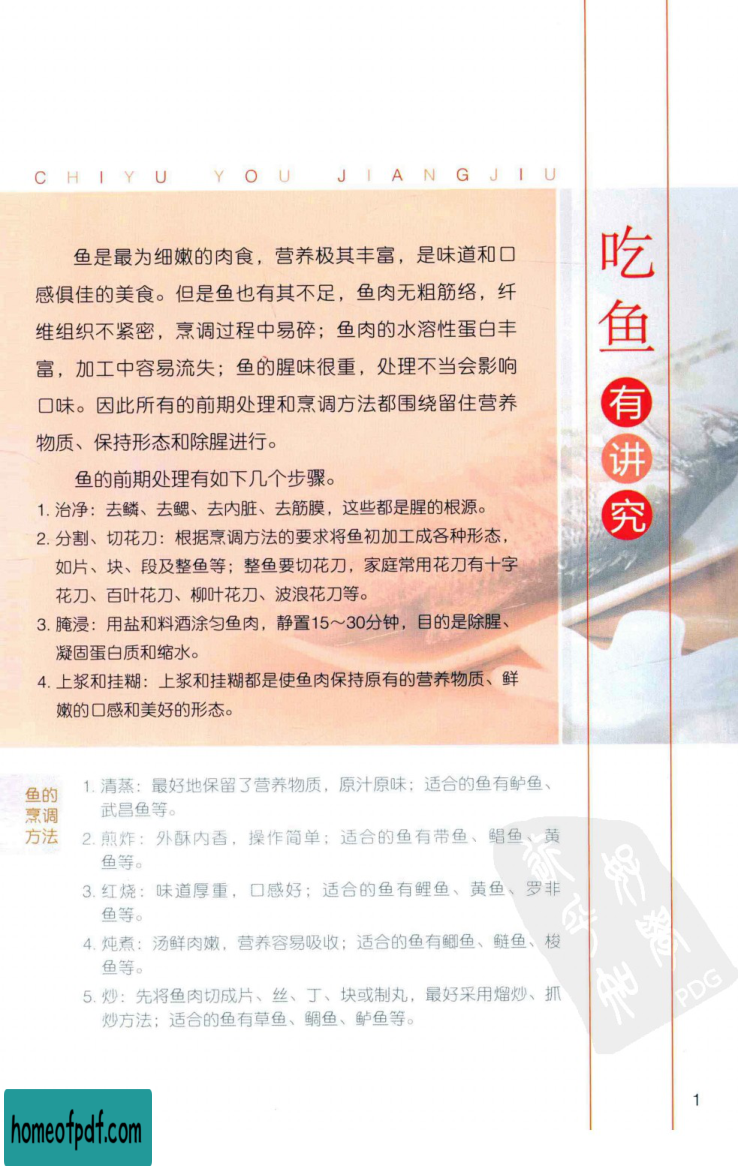 CHIYU YOU JIANGJIU
吃鱼有讲究
鱼是最为细嫩的肉食，营养极其丰富，是味道和口
感俱佳的美食。但是鱼也有其不足，鱼肉无粗筋络，纤
维组织不紧密，烹调过程中易碎；鱼肉的水溶性蛋白丰
富，加工中容易流失；鱼的腥味很重，处理不当会影响
口味。因此所有的前期处理和烹调方法都围绕留住营养
物质、保持形态和除腥进行。
鱼的前期处理有如下几个步骤。
1. 治净：去鳞、去鳃、去内脏、去筋膜，这些都是腥的根源。
2. 分割、切花刀：根据烹调方法的要求将鱼初加工成各种形态，
如片、块、段及整鱼等；整鱼要切花刀，家庭常用花刀有十字
花刀、百叶花刀、柳叶花刀、波浪花刀等。
3. 腌浸：用盐和料酒涂匀鱼肉，静置15～30分钟，目的是除腥、
凝固蛋白质和缩水。
4. 上浆和挂糊：上浆和挂糊都是使鱼肉保持原有的营养物质、鲜
嫩的口感和美好的形态。
鱼的
烹调
方法
1. 清蒸：最好地保留了营养物质，原汁原味；适合的鱼有鲈鱼、
武昌鱼等。
2. 煎炸：外酥内香，操作简单；适合的鱼有带鱼、鲳鱼、黄
鱼等。
3. 红烧：味道厚重，口感好；适合的鱼有鲤鱼、黄鱼、罗非
鱼等。
4. 炖煮：汤鲜肉嫩，营养容易吸收；适合的鱼有鲫鱼、鲢鱼、梭
鱼等。
5. 炒：先将鱼肉切成片、丝、丁、块或制丸，最好采用熘炒、抓
炒方法；适合的鱼有草鱼、鲷鱼、鲈鱼等。
PDG
1
homeofpdf.com